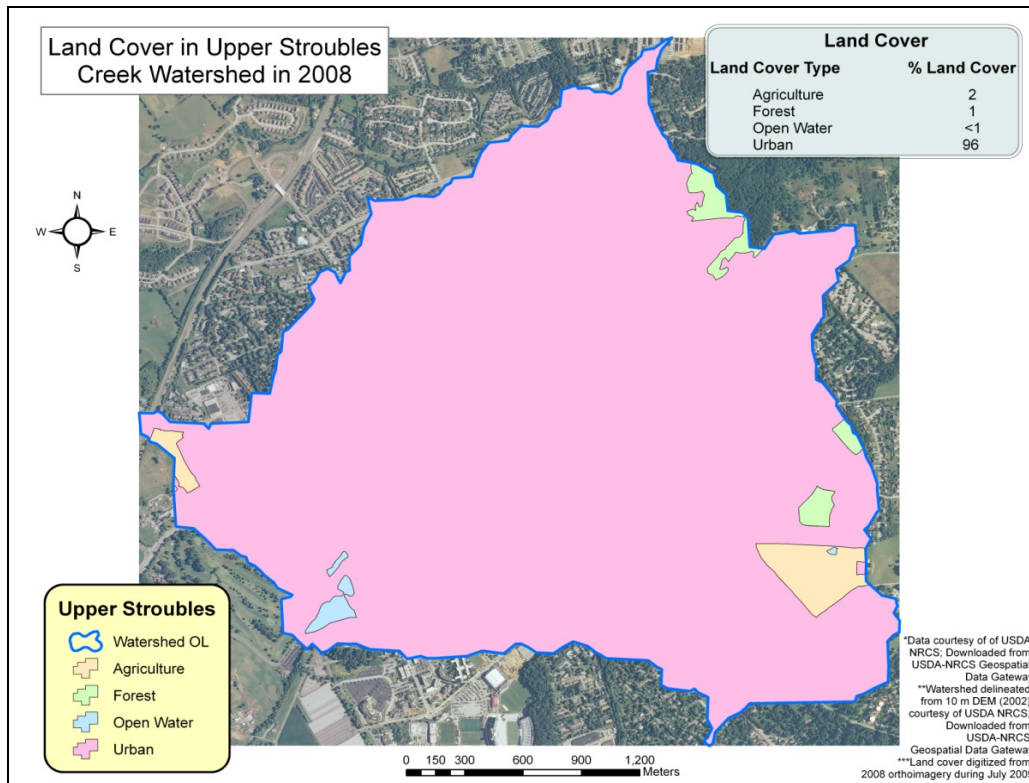 Land Cover in Upper Stroubles
Creek Watershed in 2008
Land Cover
Land Cover Type % Land Cover
Agriculture 2
Forest 1
Open Water <1
Urban 96
N
W E
S
Upper Stroubles
Watershed OL
Agriculture
Forest
Open Water
Urban
0 150 300 600 900 1,200
Meters
*Data courtesy of of USDA
NRCS; Downloaded from
USDA-NRCS Geospatial
Data Gateway
**Watershed delineated
from 10 m DEM (2002)
courtesy of USDA NRCS;
Downloaded from
USDA-NRCS
Geospatial Data Gateway
***Land cover digitized from
2008 orthoimagery during July 2009